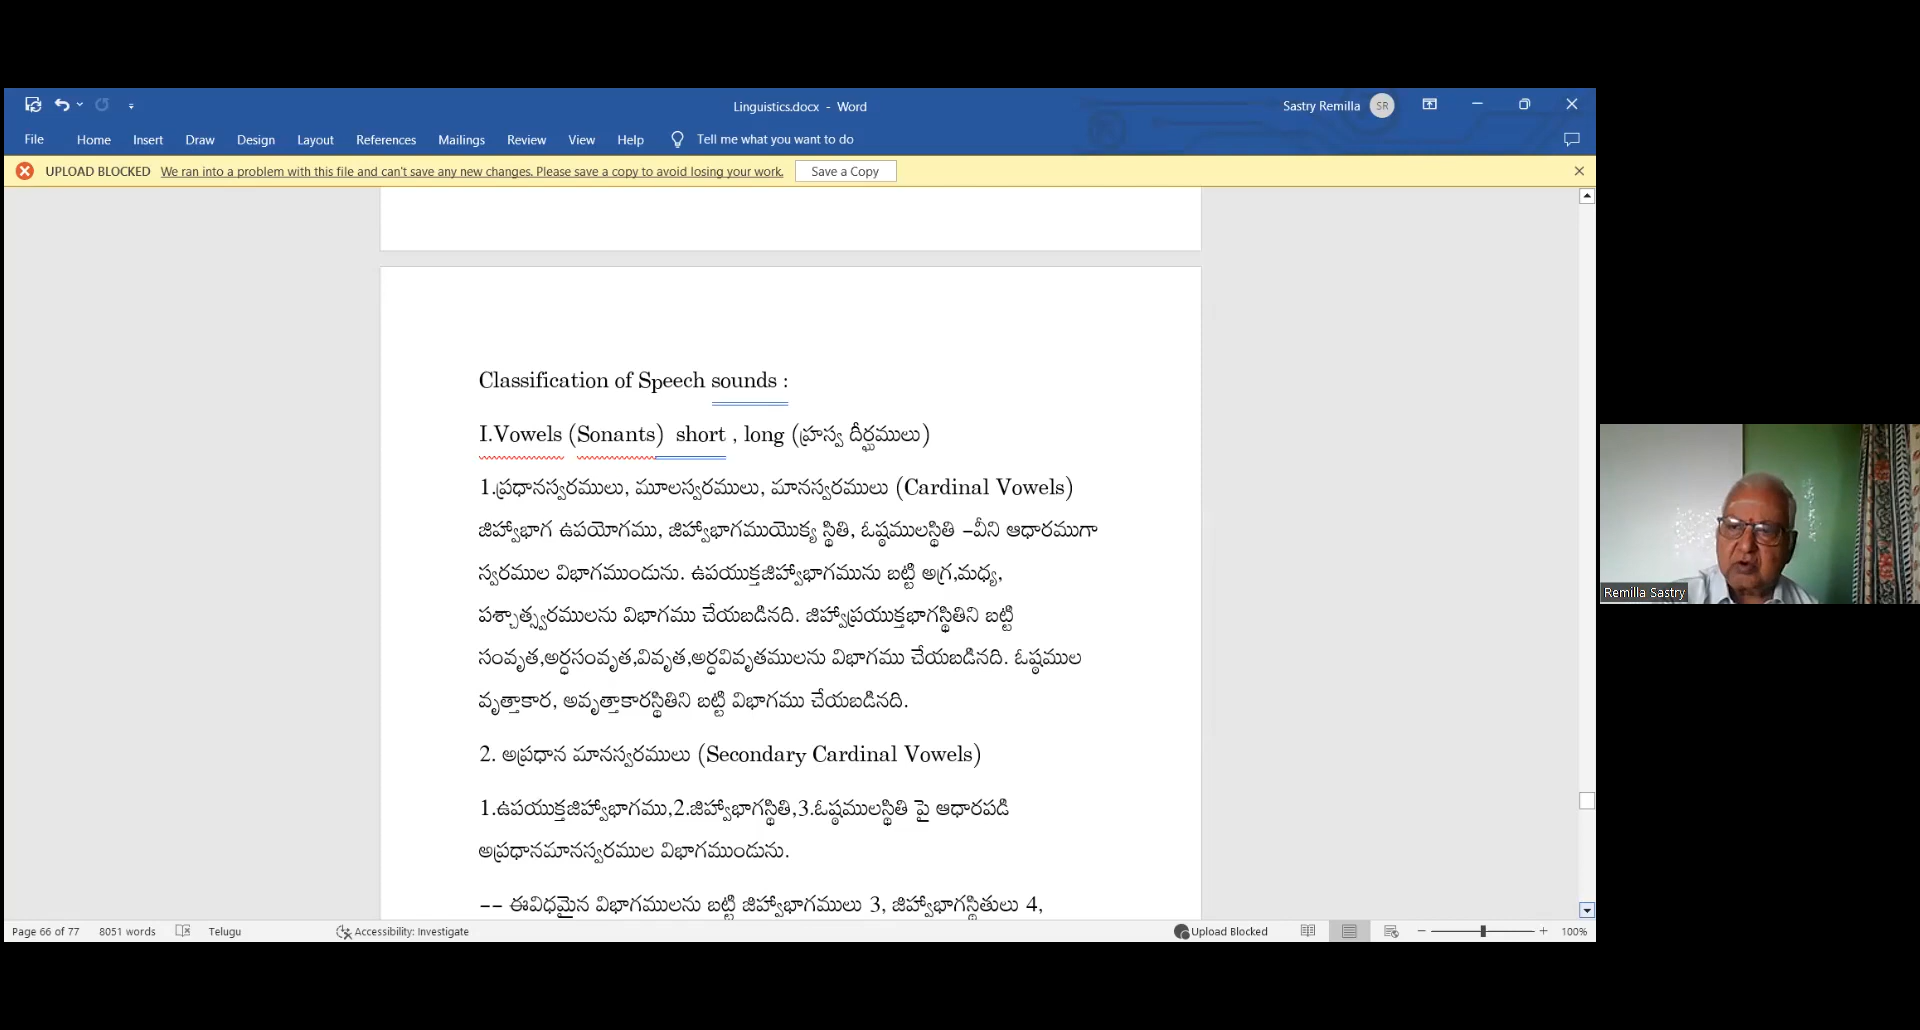 Linguistics.docx - Word
Sastry Remilla
SR
File Home Insert Draw Design Layout References Mailings Review View Help Tell me what you want to do
UPLOAD BLOCKED We ran into a problem with this file and can't save any new changes. Please save a copy to avoid losing your work. Save a Copy
Classification of Speech sounds :
I.Vowels (Sonants) short , long (హ్రస్వ దీర్ఘములు)
1.ప్రధానస్వరములు, మూలస్వరములు, మానస్వరములు (Cardinal Vowels)
జిహ్వాభాగ ఉపయోగము, జిహ్వాభాగముయొక్య స్థితి, ఓష్ఠములస్థితి –వీని ఆధారముగా
స్వరముల విభాగముండును. ఉపయుక్తజిహ్వాభాగమును బట్టి అగ్ర,మధ్య,
పశ్చాత్స్వరములను విభాగము చేయబడినది. జిహ్వాప్రయుక్తభాగస్థితిని బట్టి
సంవృత,అర్ధసంవృత,వివృత,అర్ధవివృతములను విభాగము చేయబడినది. ఓష్ఠముల
వృత్తాకార, అవృత్తాకారస్థితిని బట్టి విభాగము చేయబడినది.
2. అప్రధాన మానస్వరములు (Secondary Cardinal Vowels)
1.ఉపయుక్తజిహ్వాభాగము,2.జిహ్వాభాగస్థితి,3.ఓష్ఠములస్థితి పై ఆధారపడి
అప్రధానమానస్వరముల విభాగముండును.
-- ఈవిధమైన విభాగములను బట్టి జిహ్వాభాగములు 3, జిహ్వాభాగస్థితులు 4,
Remilla Sastry
Page 66 of 77 8051 words Telugu Accessibility: Investigate Upload Blocked 100%